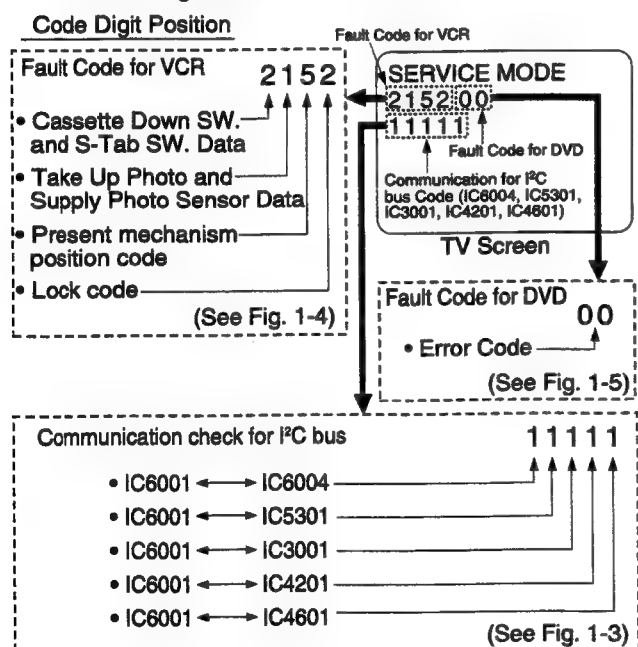 Code Digit Position
Fault Code for VCR
2152
• Cassette Down SW.
and S-Tab SW. Data
• Take Up Photo and
Supply Photo Sensor Data
• Present mechanism
position code
• Lock code
(See Fig. 1-4)
Fault Code for VCR
SERVICE MODE
2152 00
11111
Fault Code for DVD
Communication for I²C
bus Code (IC6004, IC5301,
IC3001, IC4201, IC4601)
TV Screen
Fault Code for DVD
00
• Error Code
(See Fig. 1-5)
Communication check for I²C bus 11111
• IC6001 ↔ IC6004
• IC6001 ↔ IC5301
• IC6001 ↔ IC3001
• IC6001 ↔ IC4201
• IC6001 ↔ IC4601
(See Fig. 1-3)